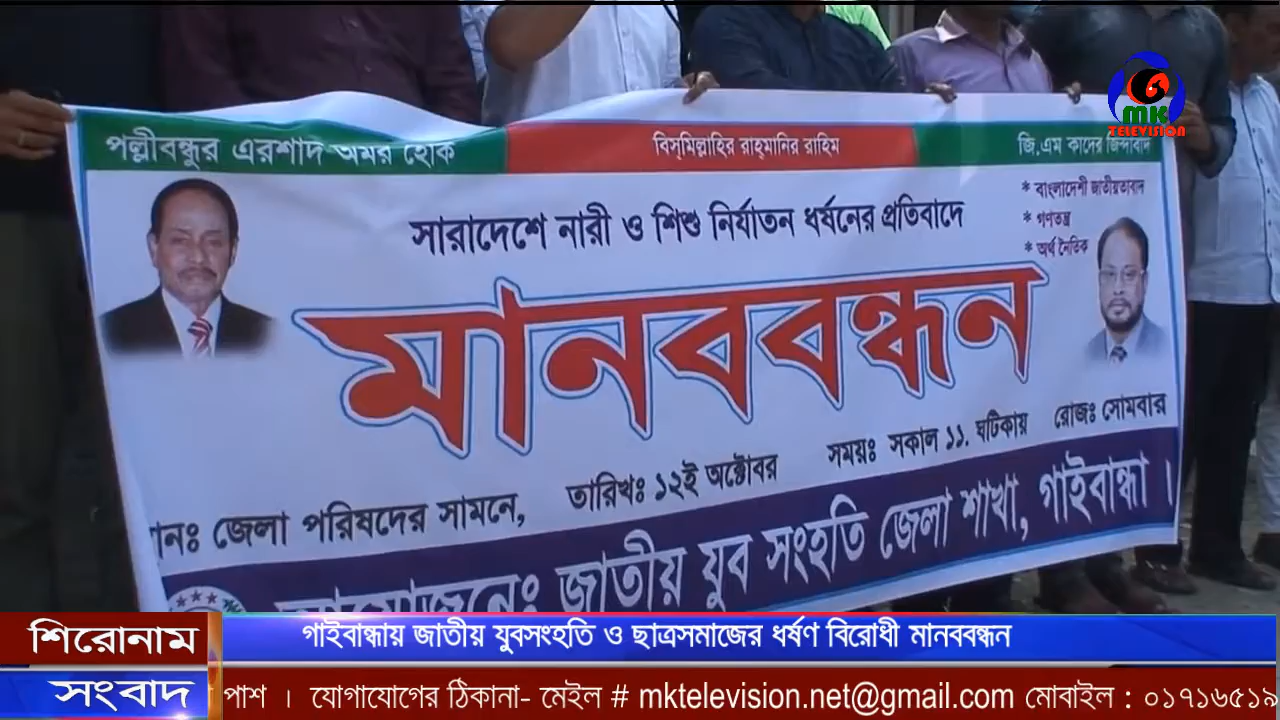 পল্লীবন্ধুর এরশাদ অমর হোক
বিস্‌মিল্লাহির রাহ্‌মানির রাহিম
জি.এম কাদের জিন্দাবাদ
MK
TELEVISION
* বাংলাদেশী জাতীয়তাবাদ
* গণতন্ত্র
* অর্থ নৈতিক
সারাদেশে নারী ও শিশু নির্যাতন ধর্ষনের প্রতিবাদে
মানববন্ধন
জেলা পরিষদের সামনে, তারিখঃ ১২ই অক্টোবর সময়ঃ সকাল ১১. ঘটিকায় রোজঃ সোমবার
জাতীয় যুব সংহতি জেলা শাখা, গাইবান্ধা।
শিরোনাম
গাইবান্ধায় জাতীয় যুবসংহতি ও ছাত্রসমাজের ধর্ষণ বিরোধী মানববন্ধন
সংবাদ
পাশ । যোগাযোগের ঠিকানা- মেইল # mktelevision.net@gmail.com মোবাইল : ০১৭১৬৫১৯